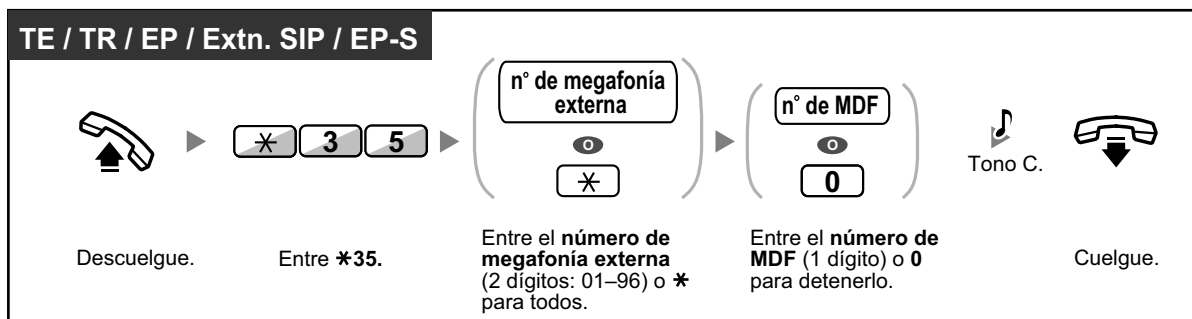 TE / TR / EP / Extn. SIP / EP-S
n° de megafonía
externa
o
✳
n° de MDF
o
0
✳ 3 5
Tono C.
Descuelgue.
Entre ✳35.
Entre el número de
megafonía externa
(2 dígitos: 01–96) o ✳
para todos.
Entre el número de
MDF (1 dígito) o 0
para detenerlo.
Cuelgue.